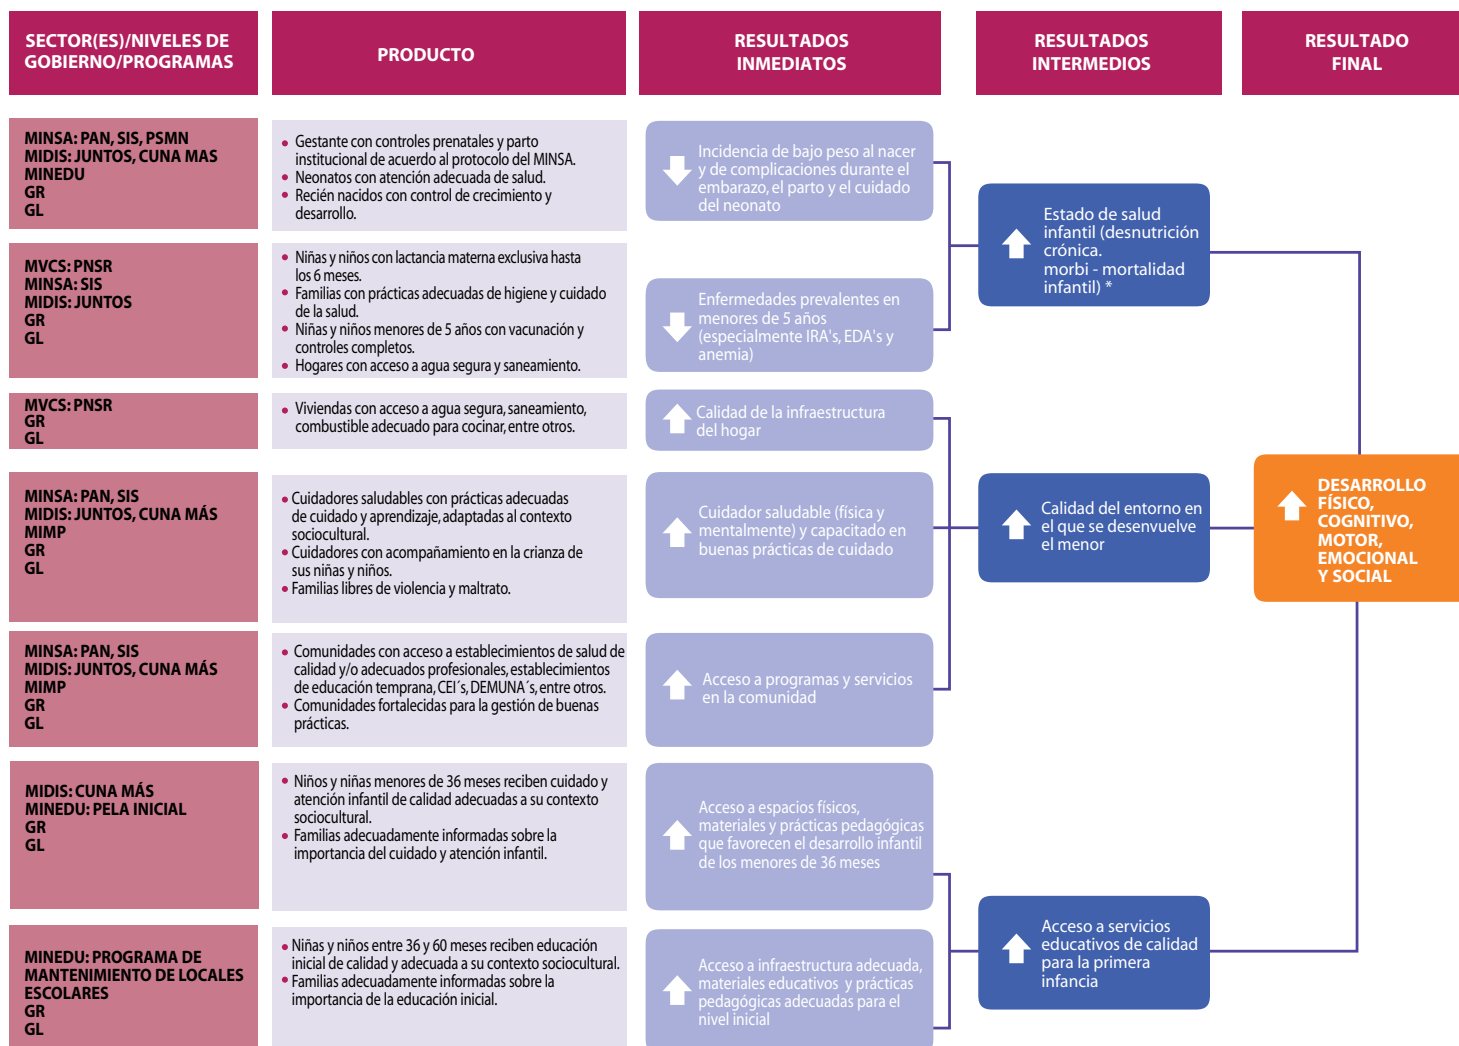 SECTOR(ES)/NIVELES DE
GOBIERNO/PROGRAMAS
PRODUCTO
RESULTADOS
INMEDIATOS
RESULTADOS
INTERMEDIOS
RESULTADO
FINAL
MINSA: PAN, SIS, PSMN
MIDIS: JUNTOS, CUNA MAS
MINEDU
GR
GL
• Gestante con controles prenatales y parto
institucional de acuerdo al protocolo del MINSA.
• Neonatos con atención adecuada de salud.
• Recién nacidos con control de crecimiento y
desarrollo.
Incidencia de bajo peso al nacer
y de complicaciones durante el
embarazo, el parto y el cuidado
del neonato
MVCS: PNSR
MINSA: SIS
MIDIS: JUNTOS
GR
GL
• Niñas y niños con lactancia materna exclusiva hasta
los 6 meses.
• Familias con prácticas adecuadas de higiene y cuidado
de la salud.
• Niñas y niños menores de 5 años con vacunación y
controles completos.
• Hogares con acceso a agua segura y saneamiento.
Enfermedades prevalentes en
menores de 5 años
(especialmente IRA's, EDA's y
anemia)
Estado de salud
infantil (desnutrición
crónica.
morbi - mortalidad
infantil) *
MVCS: PNSR
GR
GL
• Viviendas con acceso a agua segura, saneamiento,
combustible adecuado para cocinar, entre otros.
Calidad de la infraestructura
del hogar
MINSA: PAN, SIS
MIDIS: JUNTOS, CUNA MÁS
MIMP
GR
GL
• Cuidadores saludables con prácticas adecuadas
de cuidado y aprendizaje, adaptadas al contexto
sociocultural.
• Cuidadores con acompañamiento en la crianza de
sus niñas y niños.
• Familias libres de violencia y maltrato.
Cuidador saludable (física y
mentalmente) y capacitado en
buenas prácticas de cuidado
Calidad del entorno en
el que se desenvuelve
el menor
DESARROLLO
FÍSICO,
COGNITIVO,
MOTOR,
EMOCIONAL
Y SOCIAL
MINSA: PAN, SIS
MIDIS: JUNTOS, CUNA MÁS
MIMP
GR
GL
• Comunidades con acceso a establecimientos de salud de
calidad y/o adecuados profesionales, establecimientos
de educación temprana, CEI´s, DEMUNA´s, entre otros.
• Comunidades fortalecidas para la gestión de buenas
prácticas.
Acceso a programas y servicios
en la comunidad
MIDIS: CUNA MÁS
MINEDU: PELA INICIAL
GR
GL
• Niños y niñas menores de 36 meses reciben cuidado y
atención infantil de calidad adecuadas a su contexto
sociocultural.
• Familias adecuadamente informadas sobre la
importancia del cuidado y atención infantil.
Acceso a espacios físicos,
materiales y prácticas pedagógicas
que favorecen el desarrollo infantil
de los menores de 36 meses
MINEDU: PROGRAMA DE
MANTENIMIENTO DE LOCALES
ESCOLARES
GR
GL
• Niñas y niños entre 36 y 60 meses reciben educación
inicial de calidad y adecuada a su contexto sociocultural.
• Familias adecuadamente informadas sobre la
importancia de la educación inicial.
Acceso a infraestructura adecuada,
materiales educativos y prácticas
pedagógicas adecuadas para el
nivel inicial
Acceso a servicios
educativos de calidad
para la primera
infancia